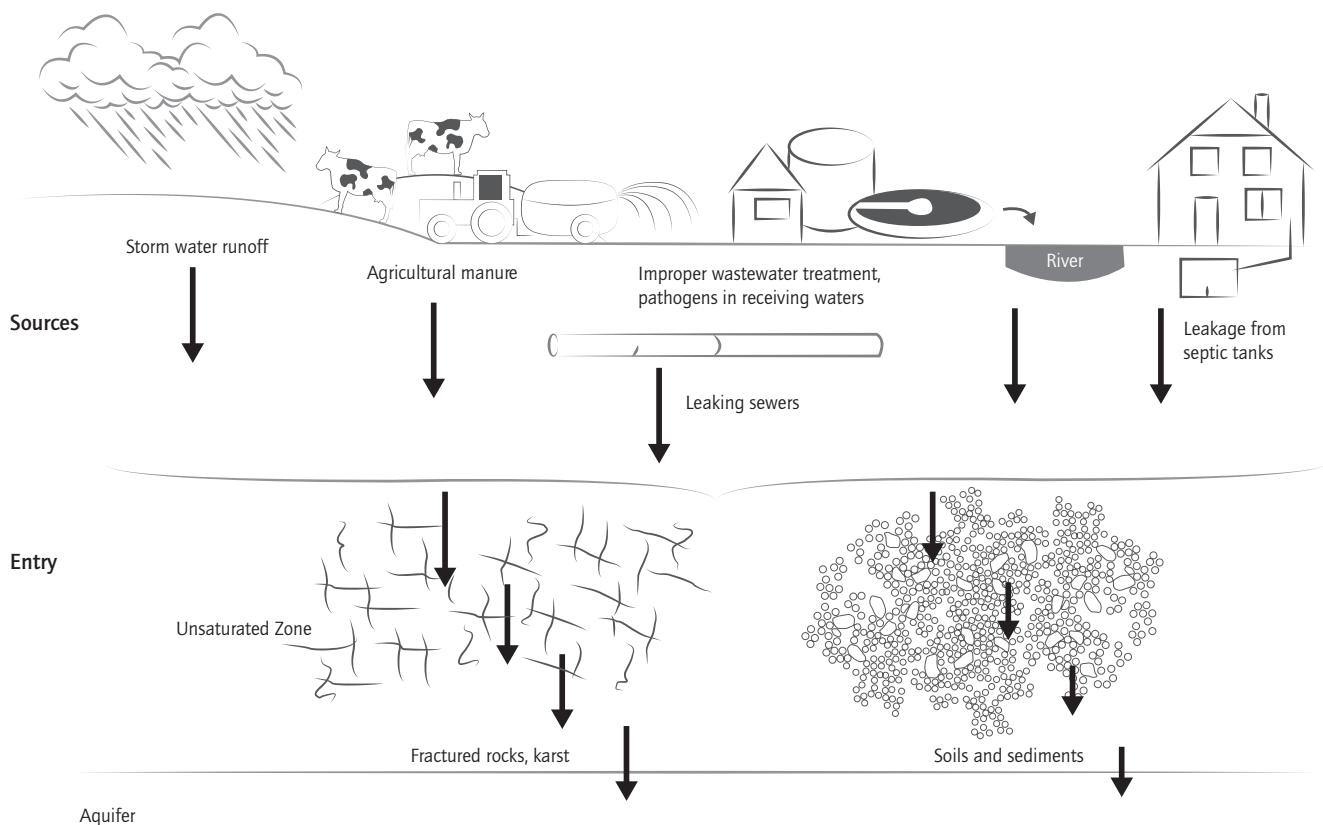 Storm water runoff
Agricultural manure
Improper wastewater treatment,
pathogens in receiving waters
River
Sources
Leakage from
septic tanks
Leaking sewers
Entry
Unsaturated Zone
Fractured rocks, karst
Soils and sediments
Aquifer